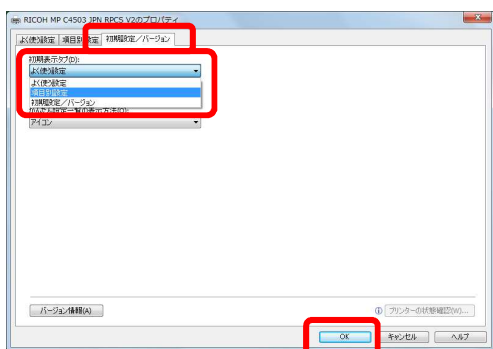 RICOH MP C4503 JPN RPCS V2のプロパティ
よく使う設定 項目別設定 初期設定／バージョン
初期表示タブ(D):
よく使う設定
よく使う設定
項目別設定
初期設定／バージョン
アイコン
バージョン情報(A) プリンターの状態確認(W)...
OK キャンセル ヘルプ